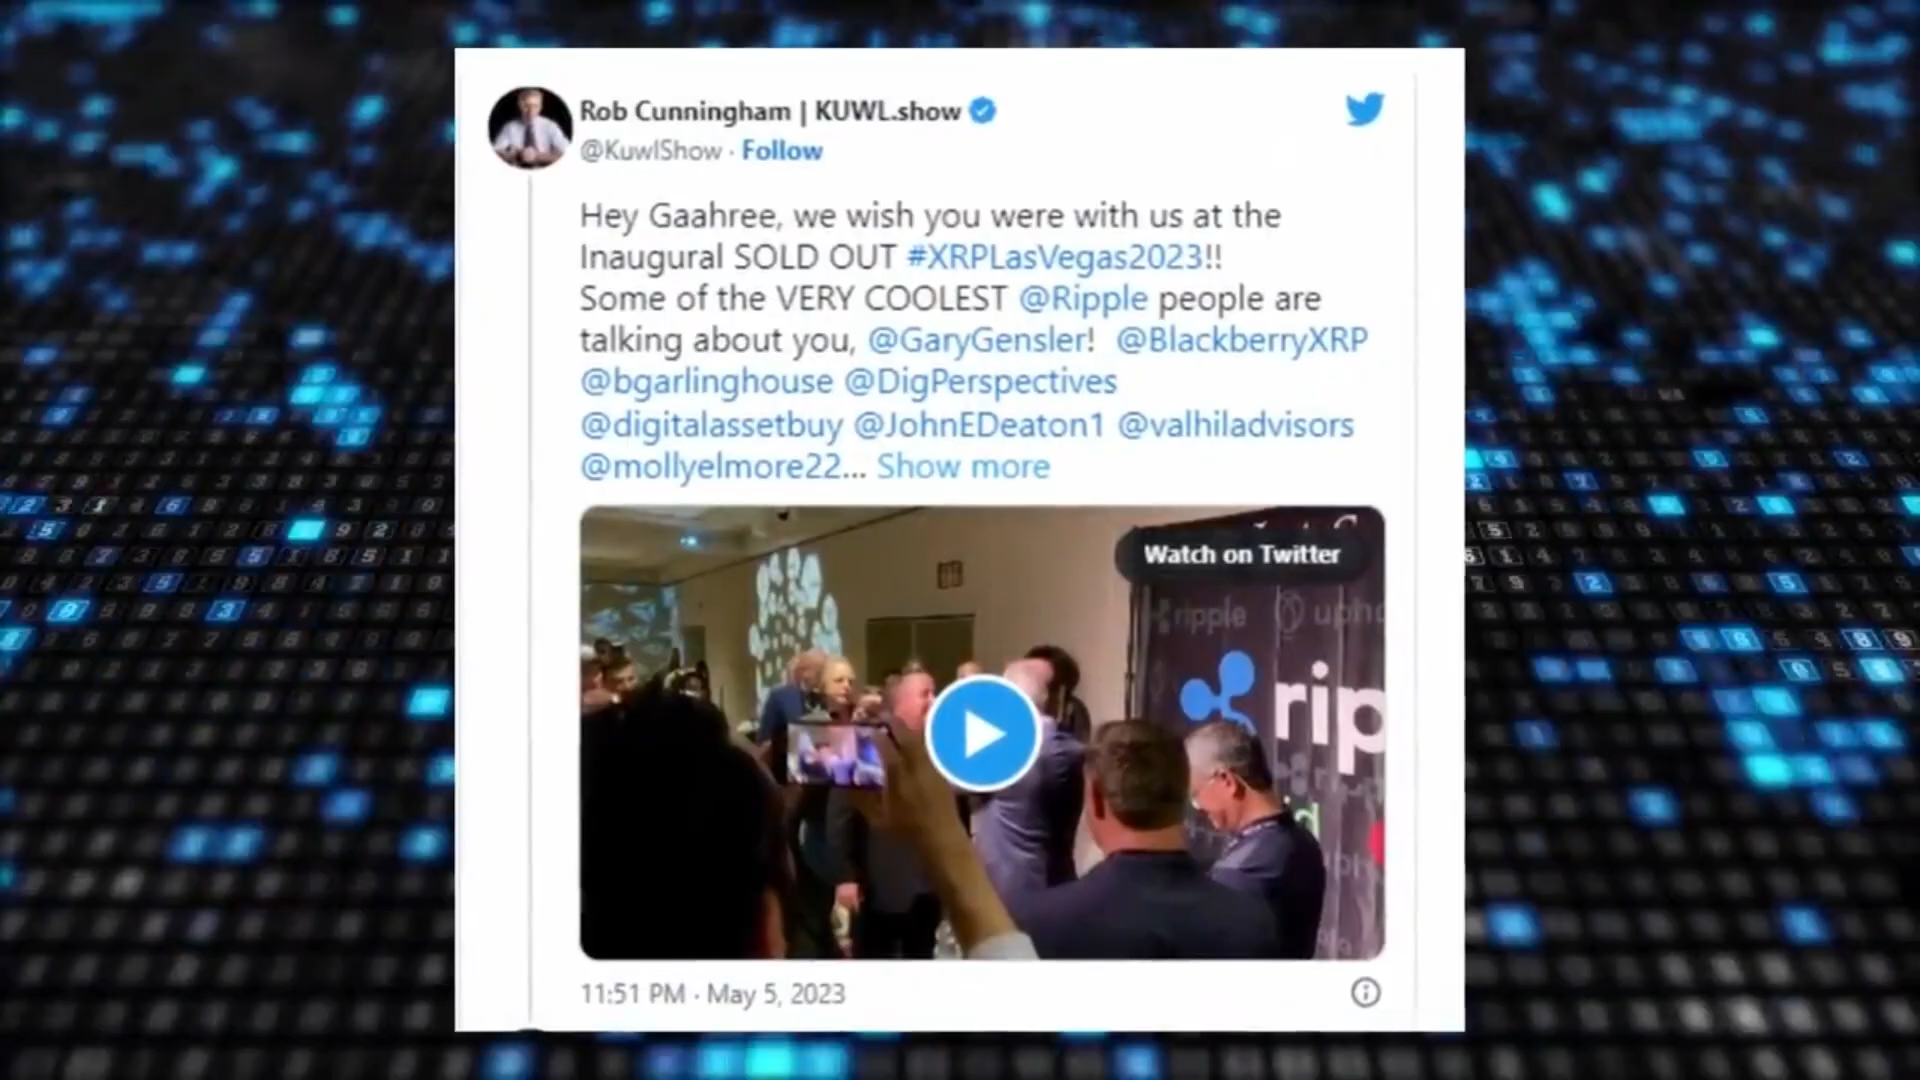 Rob Cunningham | KUWL.show
@KuwlShow · Follow
Hey Gaahree, we wish you were with us at the
Inaugural SOLD OUT #XRPLasVegas2023!!
Some of the VERY COOLEST @Ripple people are
talking about you, @GaryGensler! @BlackberryXRP
@bgarlinghouse @DigPerspectives
@digitalassetbuy @JohnEDeaton1 @valhiladvisors
@mollyelmore22... Show more
Watch on Twitter
ripple upho
rip
11:51 PM · May 5, 2023